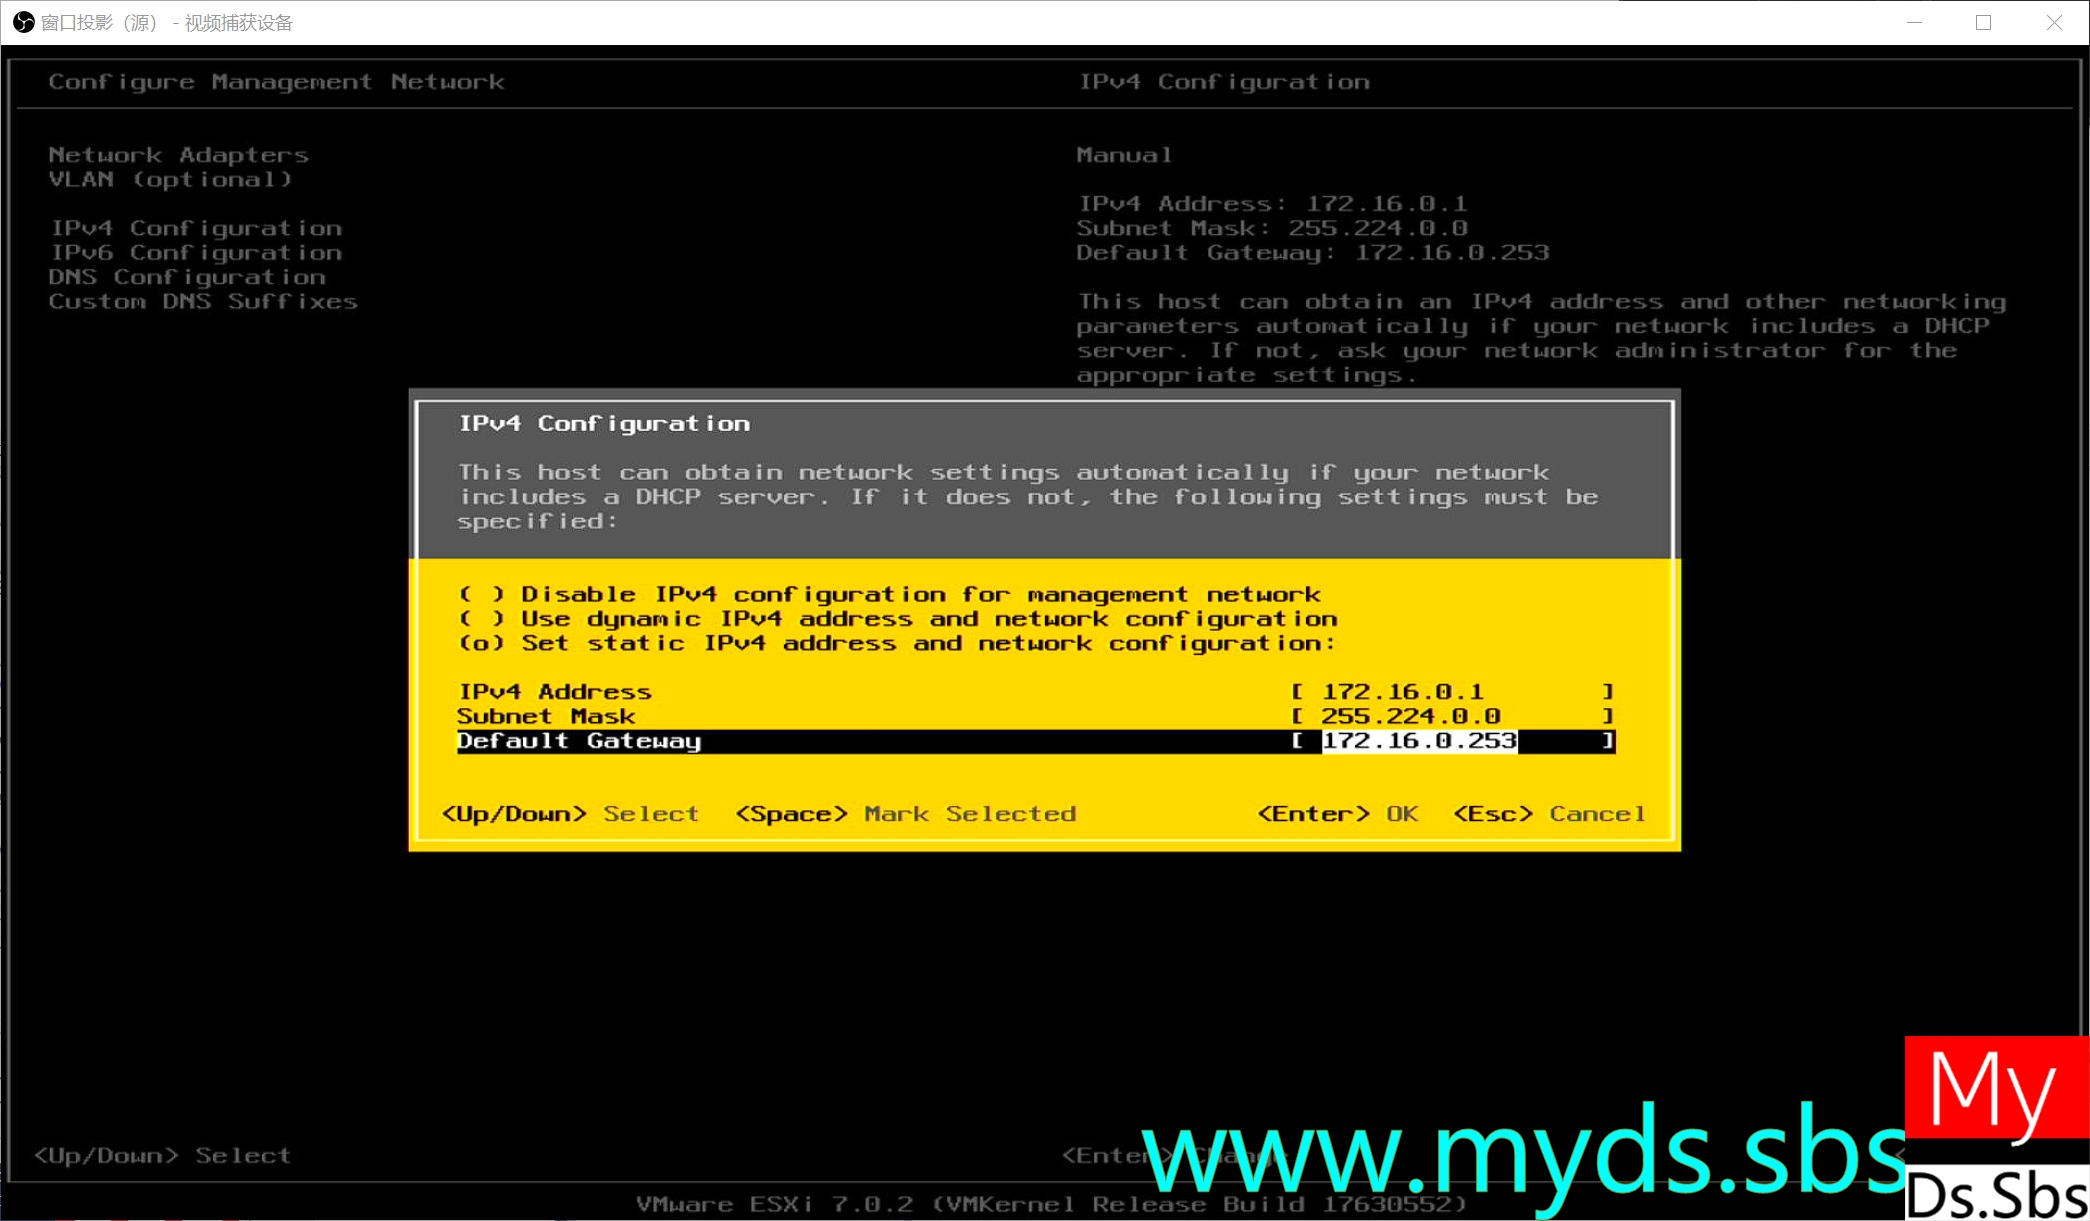 窗口投影（源） - 视频捕获设备
Configure Management Network
IPv4 Configuration
Network Adapters
VLAN (optional)
IPv4 Configuration
IPv6 Configuration
DNS Configuration
Custom DNS Suffixes
Manual
IPv4 Address: 172.16.0.1
Subnet Mask: 255.224.0.0
Default Gateway: 172.16.0.253
This host can obtain an IPv4 address and other networking
parameters automatically if your network includes a DHCP
server. If not, ask your network administrator for the
appropriate settings.
IPv4 Configuration
This host can obtain network settings automatically if your network
includes a DHCP server. If it does not, the following settings must be
specified:
( ) Disable IPv4 configuration for management network
( ) Use dynamic IPv4 address and network configuration
(o) Set static IPv4 address and network configuration:
IPv4 Address [ 172.16.0.1 ]
Subnet Mask [ 255.224.0.0 ]
Default Gateway [ 172.16.0.253 ]
<Up/Down> Select <Space> Mark Selected <Enter> OK <Esc> Cancel
<Up/Down> Select
<Enter> Change
www.myds.sbs
My
Ds.Sbs
VMware ESXi 7.0.2 (VMKernel Release Build 17630552)